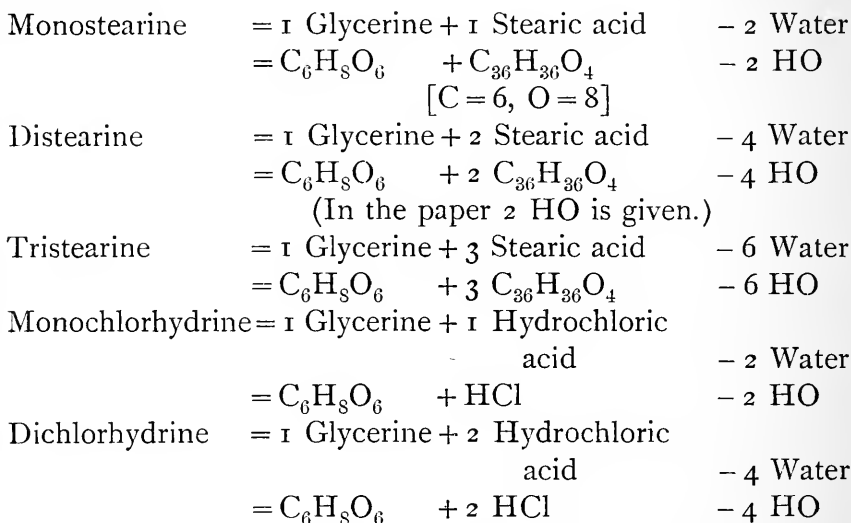 Monostearine = 1 Glycerine + 1 Stearic acid − 2 Water
= C₆H₈O₆ + C₃₆H₃₆O₄ − 2 HO
[C = 6, O = 8]
Distearine = 1 Glycerine + 2 Stearic acid − 4 Water
= C₆H₈O₆ + 2 C₃₆H₃₆O₄ − 4 HO
(In the paper 2 HO is given.)
Tristearine = 1 Glycerine + 3 Stearic acid − 6 Water
= C₆H₈O₆ + 3 C₃₆H₃₆O₄ − 6 HO
Monochlorhydrine = 1 Glycerine + 1 Hydrochloric
acid − 2 Water
= C₆H₈O₆ + HCl − 2 HO
Dichlorhydrine = 1 Glycerine + 2 Hydrochloric
acid − 4 Water
= C₆H₈O₆ + 2 HCl − 4 HO